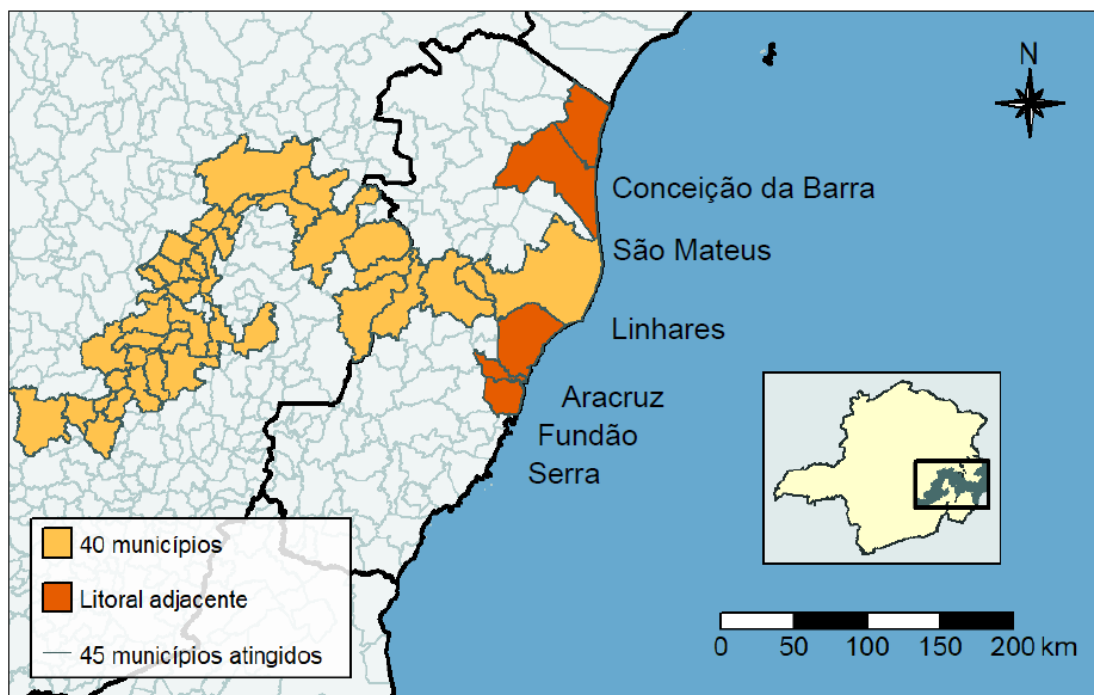 N
Conceição da Barra
São Mateus
Linhares
Aracruz
Fundão
Serra
40 municípios
Litoral adjacente
45 municípios atingidos
0 50 100 150 200 km